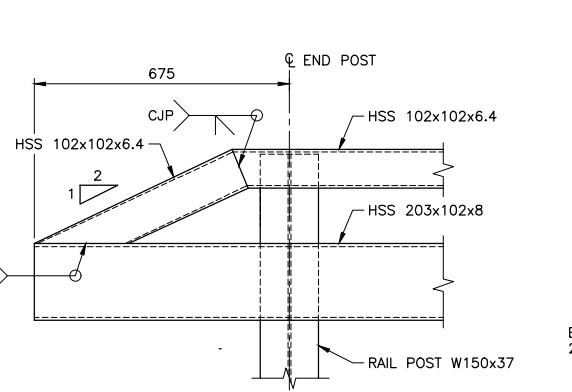 ℄ END POST
675
CJP
HSS 102x102x6.4
HSS 102x102x6.4
2
1
HSS 203x102x8
RAIL POST W150x37